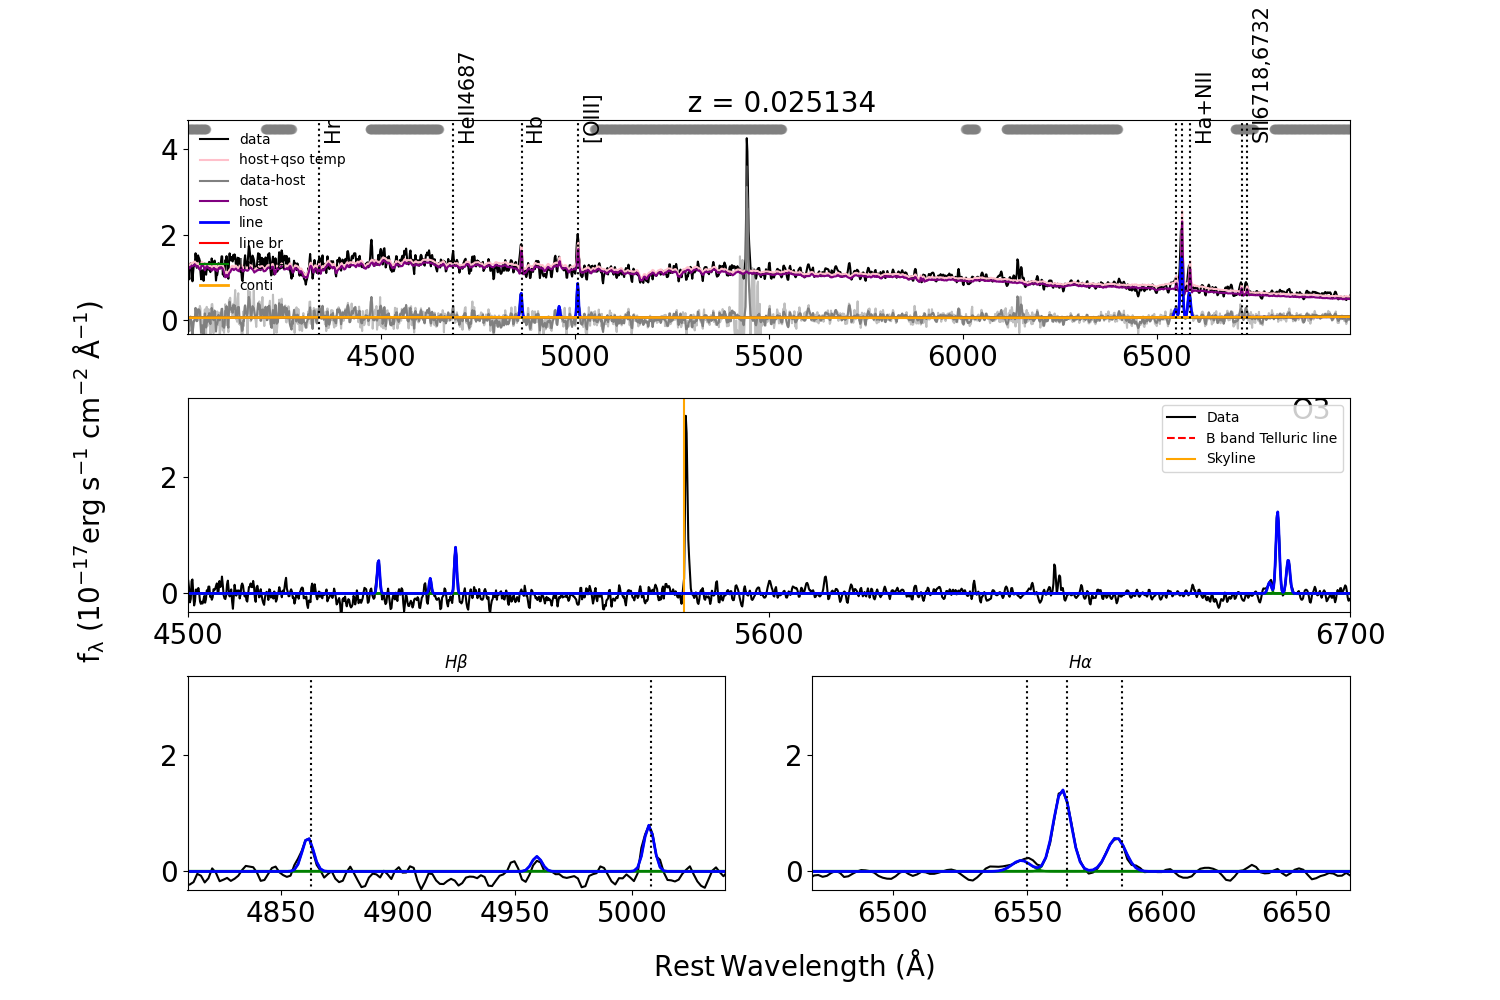 z = 0.025134
Hr
HeII4687
Hb
[OIII]
Ha+NII
SII6718,6732
data
host+qso temp
data-host
host
line
line br
conti
4
2
0
4500
5000
5500
6000
6500
O3
Data
B band Telluric line
Skyline
2
0
4500
5600
6700
fλ (10⁻¹⁷erg s⁻¹ cm⁻² Å⁻¹)
Hβ
2
0
4850
4900
4950
5000
Hα
2
0
6500
6550
6600
6650
Rest Wavelength (Å)